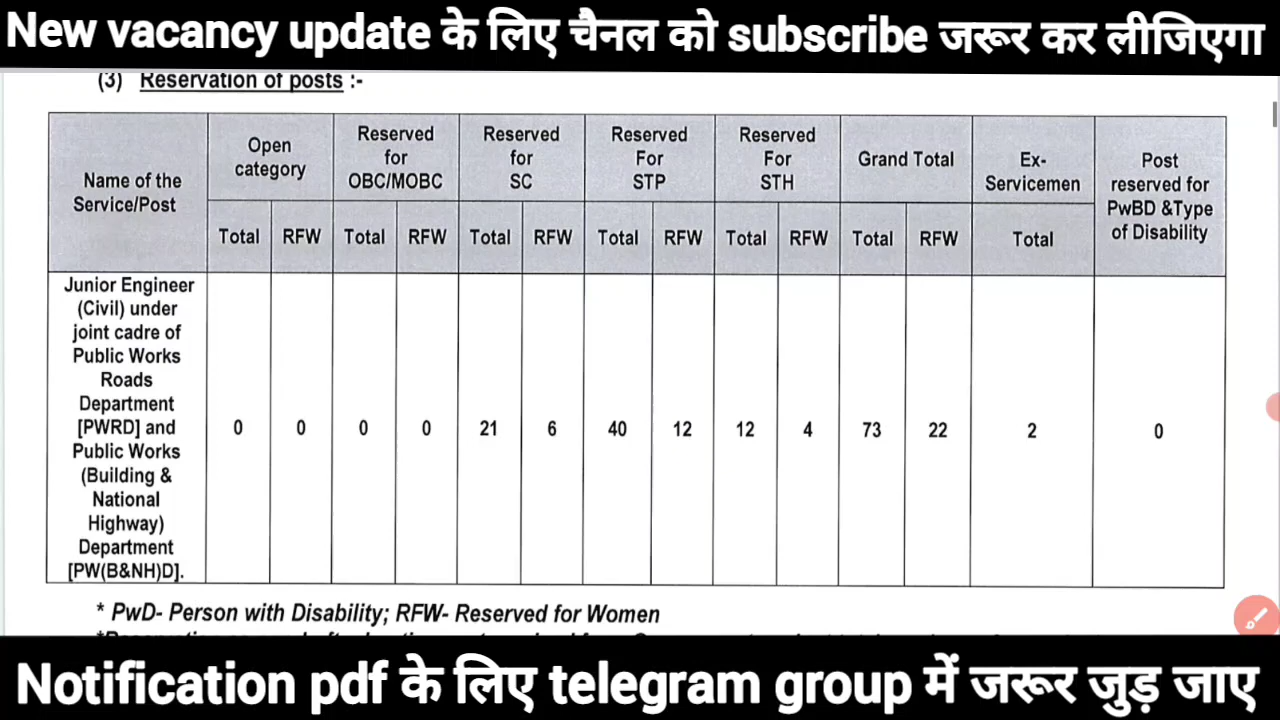 New vacancy update के लिए चैनल को subscribe जरूर कर लीजिएगा
(3) Reservation of posts :-
Name of the Service/Post
Open category
Reserved for OBC/MOBC
Reserved for SC
Reserved For STP
Reserved For STH
Grand Total
Ex-Servicemen
Post reserved for PwBD &Type of Disability
Total RFW Total RFW Total RFW Total RFW Total RFW Total RFW Total
Junior Engineer
(Civil) under
joint cadre of
Public Works
Roads
Department
[PWRD] and
Public Works
(Building &
National
Highway)
Department
[PW(B&NH)D].
0 0 0 0 21 6 40 12 12 4 73 22 2 0
* PwD- Person with Disability; RFW- Reserved for Women
Notification pdf के लिए telegram group में जरूर जुड़ जाए